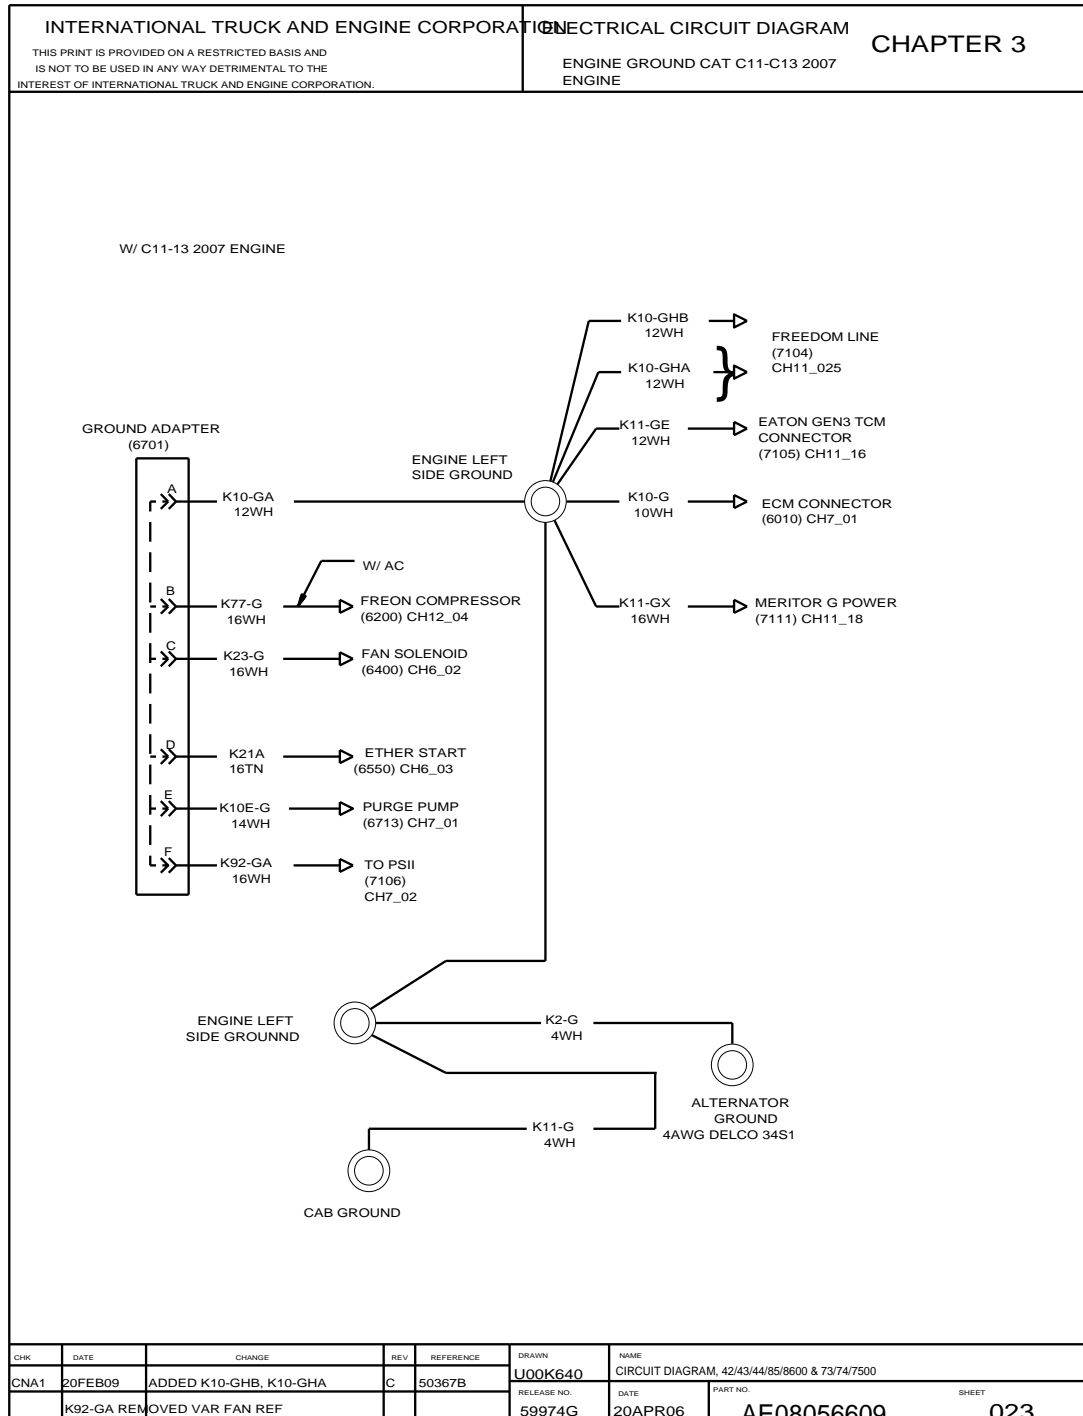 INTERNATIONAL TRUCK AND ENGINE CORPORATION
THIS PRINT IS PROVIDED ON A RESTRICTED BASIS AND
IS NOT TO BE USED IN ANY WAY DETRIMENTAL TO THE
INTEREST OF INTERNATIONAL TRUCK AND ENGINE CORPORATION.
ELECTRICAL CIRCUIT DIAGRAM
ENGINE GROUND CAT C11-C13 2007
ENGINE
CHAPTER 3
W/ C11-13 2007 ENGINE
K10-GHB
12WH
K10-GHA
12WH
FREEDOM LINE
(7104)
CH11_025
K11-GE
12WH
EATON GEN3 TCM
CONNECTOR
(7105) CH11_16
GROUND ADAPTER
(6701)
ENGINE LEFT
SIDE GROUND
A
K10-GA
12WH
K10-G
10WH
ECM CONNECTOR
(6010) CH7_01
W/ AC
B
K77-G
16WH
FREON COMPRESSOR
(6200) CH12_04
K11-GX
16WH
MERITOR G POWER
(7111) CH11_18
C
K23-G
16WH
FAN SOLENOID
(6400) CH6_02
D
K21A
16TN
ETHER START
(6550) CH6_03
E
K10E-G
14WH
PURGE PUMP
(6713) CH7_01
F
K92-GA
16WH
TO PSII
(7106)
CH7_02
ENGINE LEFT
SIDE GROUNND
K2-G
4WH
ALTERNATOR
GROUND
4AWG DELCO 34S1
K11-G
4WH
CAB GROUND
CHK DATE CHANGE REV REFERENCE
CNA1 20FEB09 ADDED K10-GHB, K10-GHA C 50367B
K92-GA REMOVED VAR FAN REF
DRAWN
U00K640
NAME
CIRCUIT DIAGRAM, 42/43/44/85/8600 & 73/74/7500
RELEASE NO.
59974G
DATE
20APR06
PART NO.
AE08056609
SHEET
023